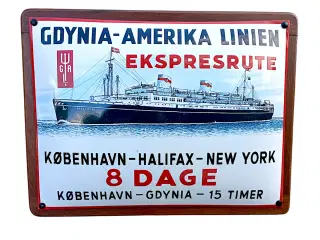 GDYNIA-AMERIKA LINIEN
EKSPRESRUTE
KØBENHAVN-HALIFAX-NEW YORK
8 DAGE
KØBENHAVN-GDYNIA-15 TIMER